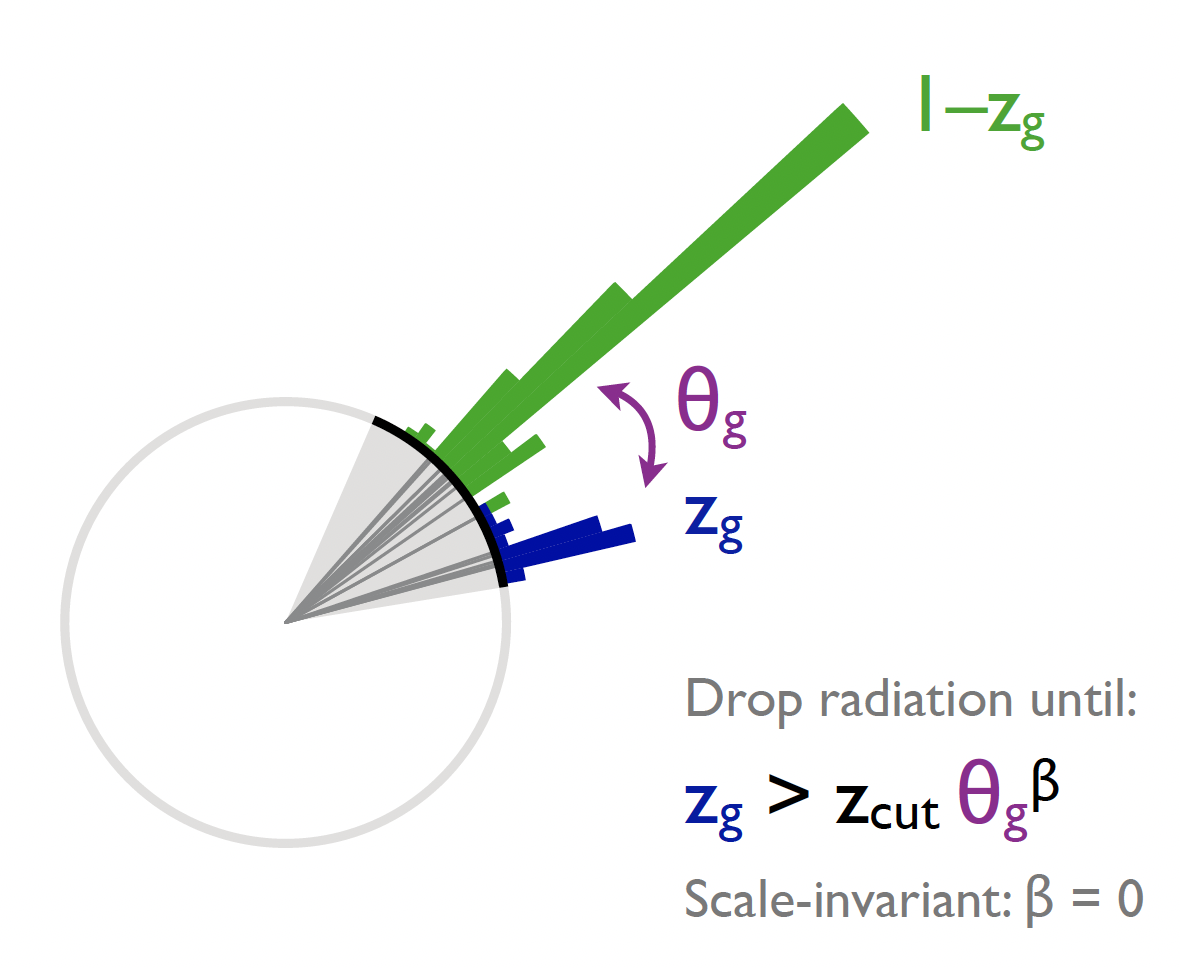 1–zg
θg
zg
Drop radiation until:
zg > zcut θgβ
Scale-invariant: β = 0